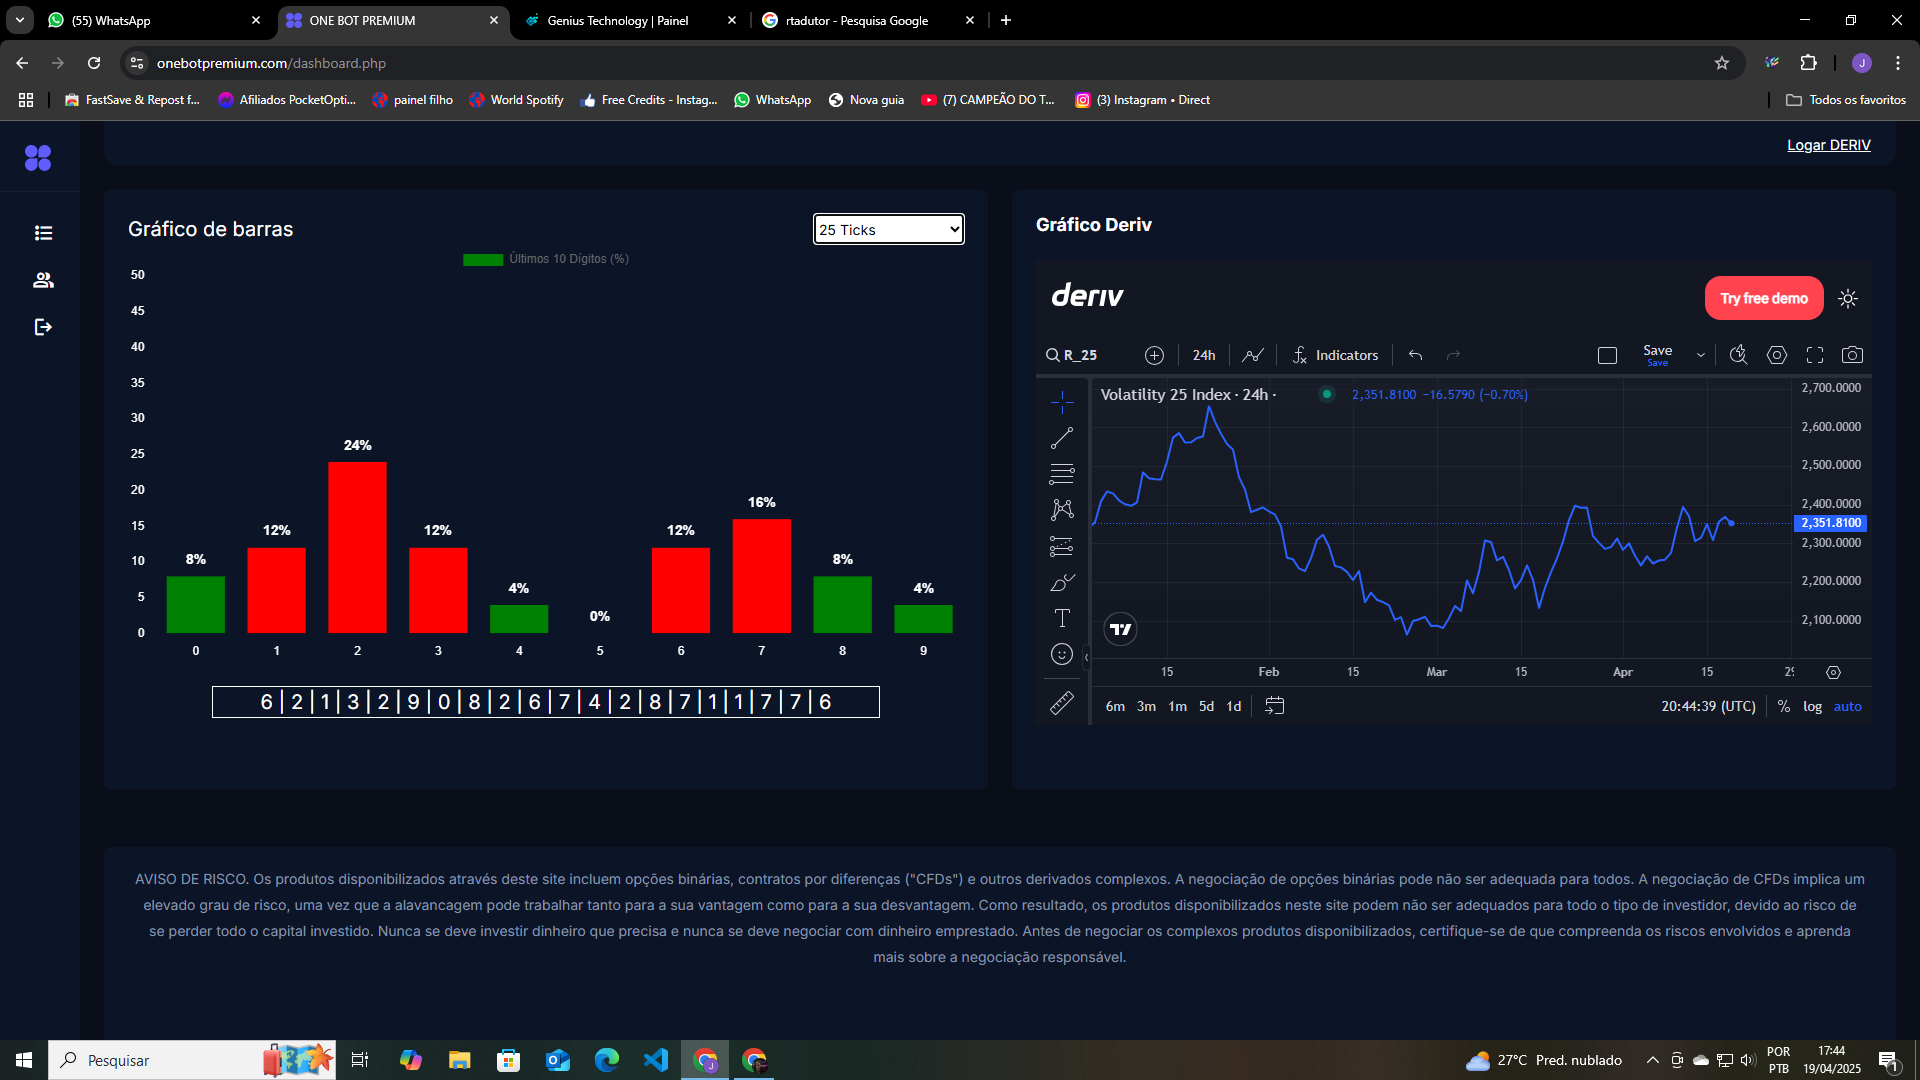 (55) WhatsApp
ONE BOT PREMIUM
Genius Technology | Painel
rtadutor - Pesquisa Google
onebotpremium.com/dashboard.php
J
FastSave & Repost f...
Afiliados PocketOpti...
painel filho
World Spotify
Free Credits - Instag...
WhatsApp
Nova guia
(7) CAMPEÃO DO T...
(3) Instagram • Direct
Todos os favoritos
Logar DERIV
Gráfico de barras
25 Ticks
Últimos 10 Dígitos (%)
50
45
40
35
30
25
20
15
10
5
0
8%
12%
24%
12%
4%
0%
12%
16%
8%
4%
0 1 2 3 4 5 6 7 8 9
6 | 2 | 1 | 3 | 2 | 9 | 0 | 8 | 2 | 6 | 7 | 4 | 2 | 8 | 7 | 1 | 1 | 7 | 7 | 6
Gráfico Deriv
deriv
Try free demo
R_25
24h
Indicators
Save
Save
Volatility 25 Index · 24h ·
2,351.8100 −16.5790 (−0.70%)
2,700.0000
2,600.0000
2,500.0000
2,400.0000
2,351.8100
2,300.0000
2,200.0000
2,100.0000
15 Feb 15 Mar 15 Apr 15
6m 3m 1m 5d 1d
20:44:39 (UTC)
% log auto
AVISO DE RISCO. Os produtos disponibilizados através deste site incluem opções binárias, contratos por diferenças ("CFDs") e outros derivados complexos. A negociação de opções binárias pode não ser adequada para todos. A negociação de CFDs implica um
elevado grau de risco, uma vez que a alavancagem pode trabalhar tanto para a sua vantagem como para a sua desvantagem. Como resultado, os produtos disponibilizados neste site podem não ser adequados para todo o tipo de investidor, devido ao risco de
se perder todo o capital investido. Nunca se deve investir dinheiro que precisa e nunca se deve negociar com dinheiro emprestado. Antes de negociar os complexos produtos disponibilizados, certifique-se de que compreenda os riscos envolvidos e aprenda
mais sobre a negociação responsável.
Pesquisar
27°C Pred. nublado
POR
PTB
17:44
19/04/2025
1